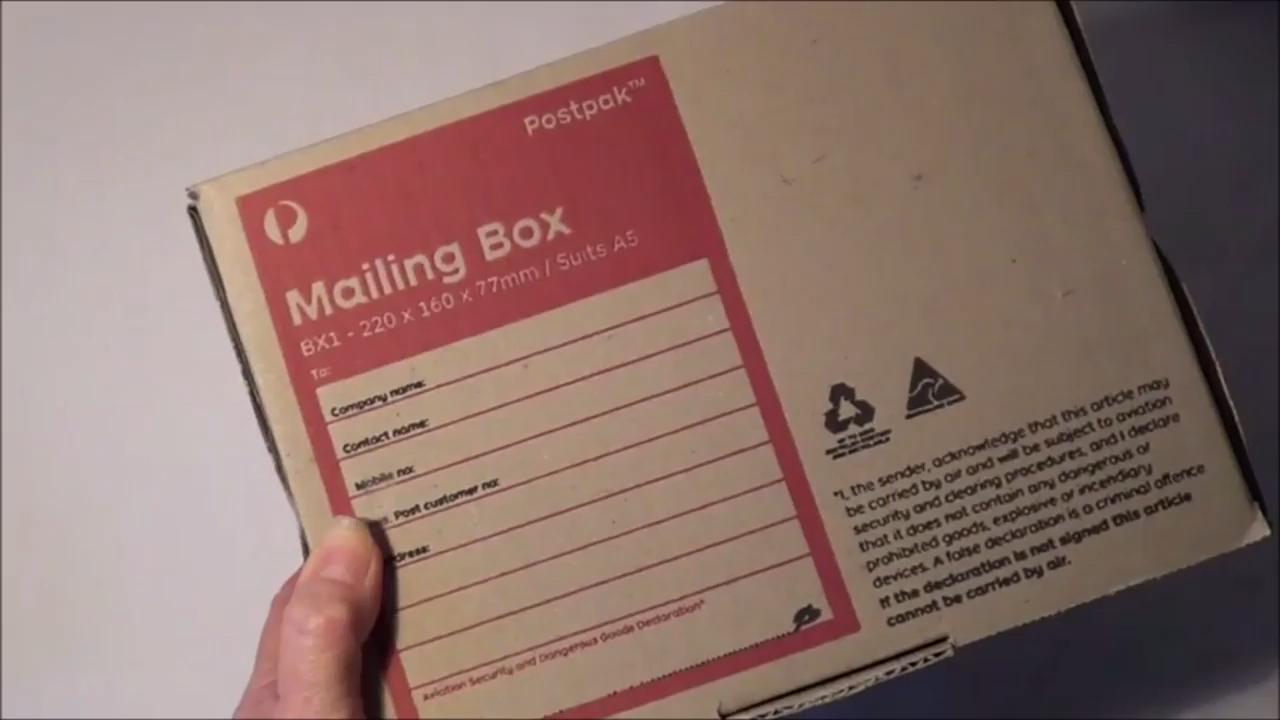 Postpak™
Mailing Box
BX1 - 220 x 160 x 77mm / Suits A5
To:
Company name:
Contact name:
Mobile no:
Post customer no:
dress:
Aviation Security and Dangerous Goods Declaration*
"I, the sender, acknowledge that this article may
be carried by air and will be subject to aviation
security and clearing procedures, and I declare
that it does not contain any dangerous or
prohibited goods, explosive or incendiary
devices. A false declaration is a criminal offence
If the declaration is not signed this article
cannot be carried by air.